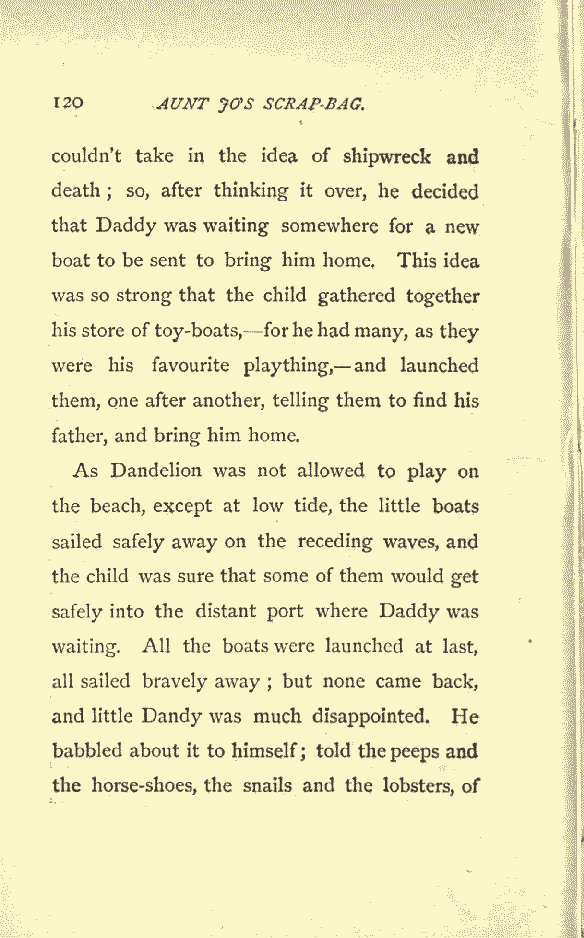 120 AUNT JO'S SCRAP-BAG.
couldn't take in the idea of shipwreck and
death; so, after thinking it over, he decided
that Daddy was waiting somewhere for a new
boat to be sent to bring him home. This idea
was so strong that the child gathered together
his store of toy-boats,—for he had many, as they
were his favourite plaything,—and launched
them, one after another, telling them to find his
father, and bring him home.
As Dandelion was not allowed to play on
the beach, except at low tide, the little boats
sailed safely away on the receding waves, and
the child was sure that some of them would get
safely into the distant port where Daddy was
waiting. All the boats were launched at last,
all sailed bravely away; but none came back,
and little Dandy was much disappointed. He
babbled about it to himself; told the peeps and
the horse-shoes, the snails and the lobsters, of